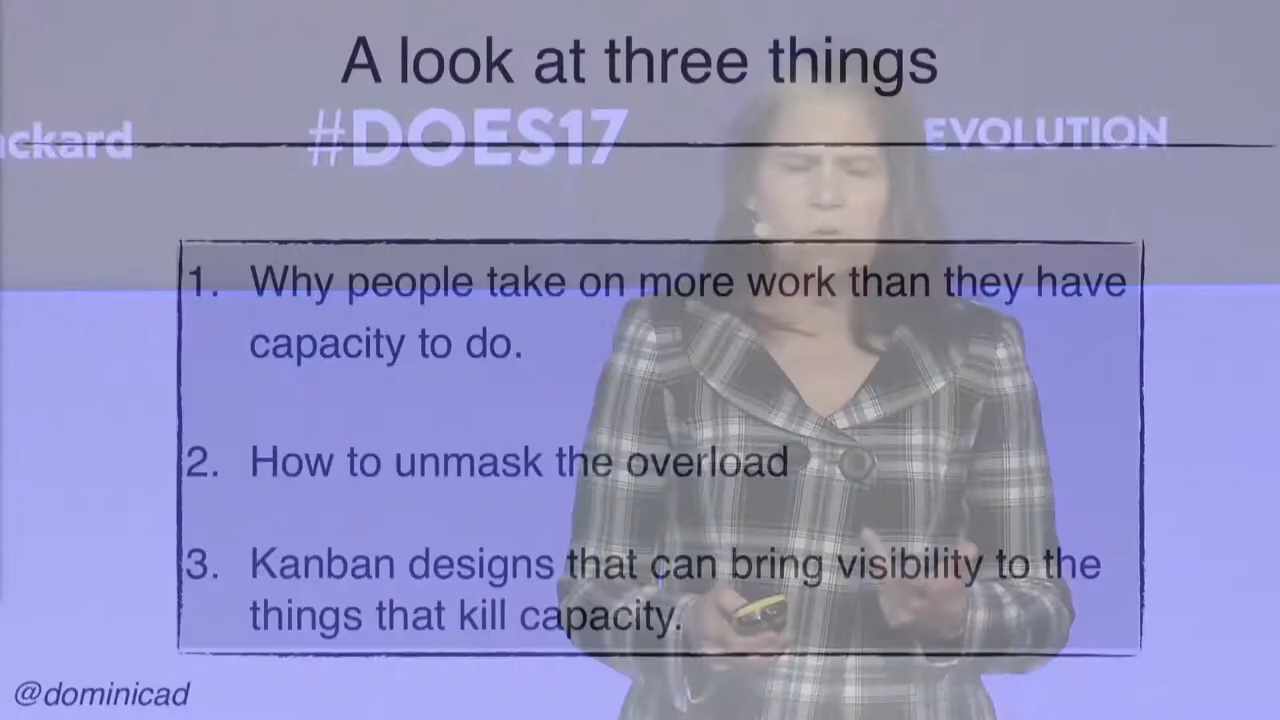 A look at three things
ckard #DOES17 EVOLUTION
1. Why people take on more work than they have
capacity to do.
2. How to unmask the overload
3. Kanban designs that can bring visibility to the
things that kill capacity.
@dominicad